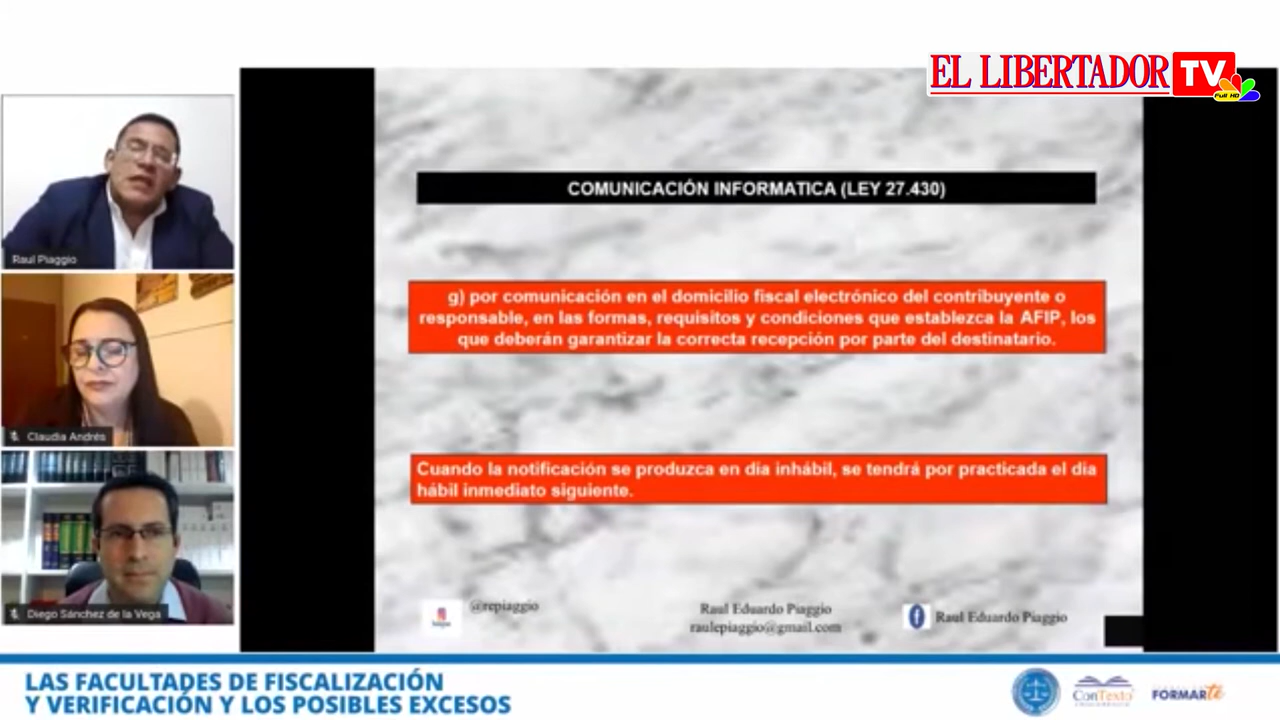 EL LIBERTADOR TV
Full HD
COMUNICACIÓN INFORMATICA (LEY 27.430)
Raul Piaggio
g) por comunicación en el domicilio fiscal electrónico del contribuyente o
responsable, en las formas, requisitos y condiciones que establezca la AFIP, los
que deberán garantizar la correcta recepción por parte del destinatario.
Claudia Andrés
Cuando la notificación se produzca en día inhábil, se tendrá por practicada el día
hábil inmediato siguiente.
Diego Sánchez de la Vega
@repiaggio
Raul Eduardo Piaggio
raulepiaggio@gmail.com
Raul Eduardo Piaggio
LAS FACULTADES DE FISCALIZACIÓN
Y VERIFICACIÓN Y LOS POSIBLES EXCESOS
ConTexto
FORMARTE